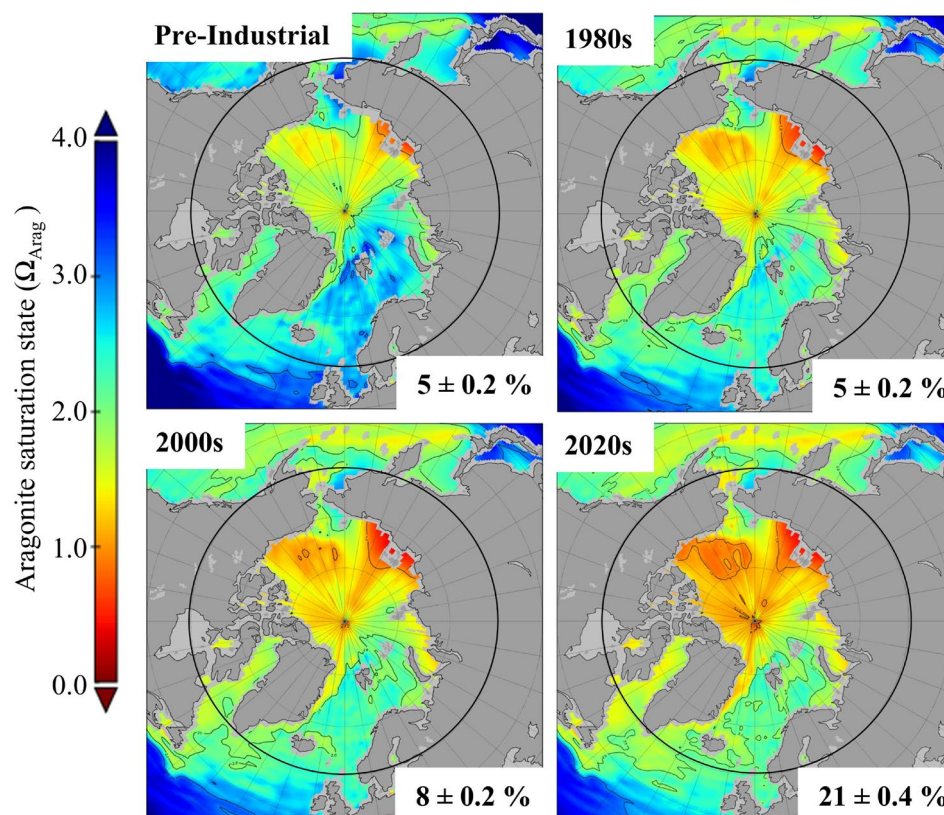 Pre-Industrial
1980s
4.0
3.0
2.0
1.0
0.0
Aragonite saturation state (Ω_Arag)
5 ± 0.2 %
5 ± 0.2 %
2000s
2020s
8 ± 0.2 %
21 ± 0.4 %